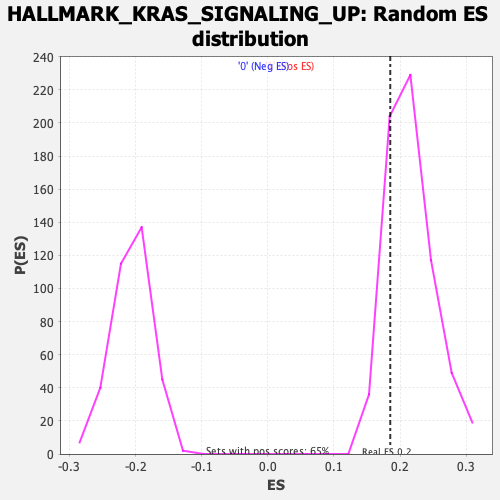 HALLMARK_KRAS_SIGNALING_UP: Random ES
distribution
240
220
200
180
160
140
120
100
80
60
40
20
0
P(ES)
'0' (Neg ES)
os ES)
Sets with pos scores: 65%
Real ES 0.2
-0.3
-0.2
-0.1
0.0
0.1
0.2
0.3
ES